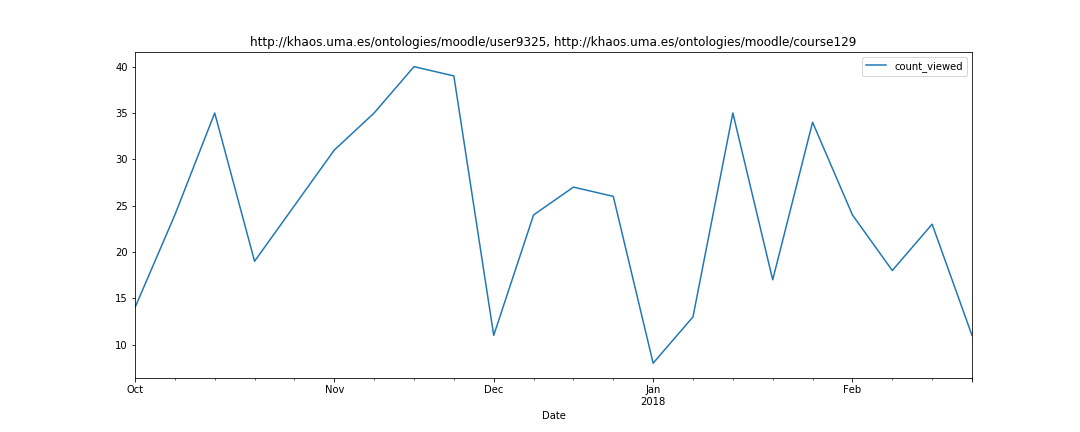 http://khaos.uma.es/ontologies/moodle/user9325, http://khaos.uma.es/ontologies/moodle/course129
count_viewed
40
35
30
25
20
15
10
Oct
Nov
Dec
Jan
2018
Feb
Date